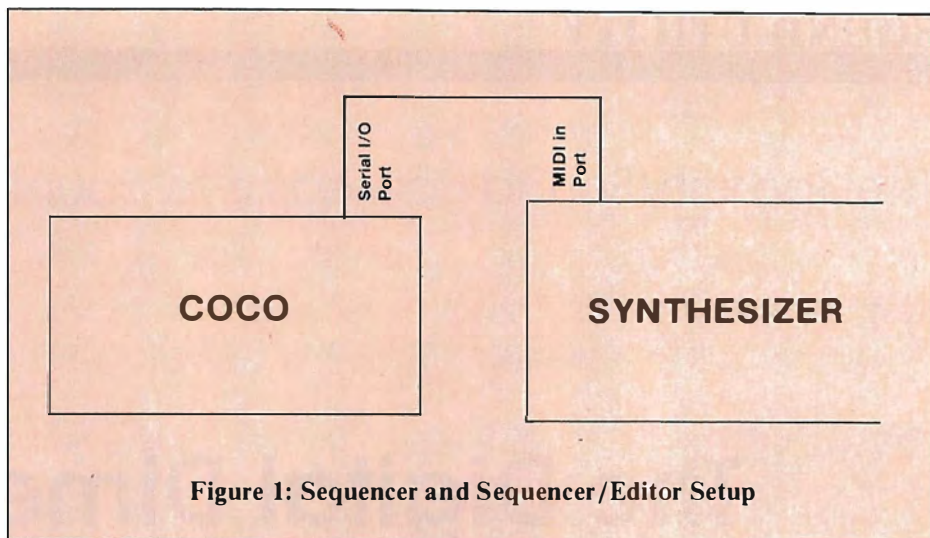 Serial I/O
Port
MIDI in
Port
COCO
SYNTHESIZER
Figure 1: Sequencer and Sequencer/Editor Setup